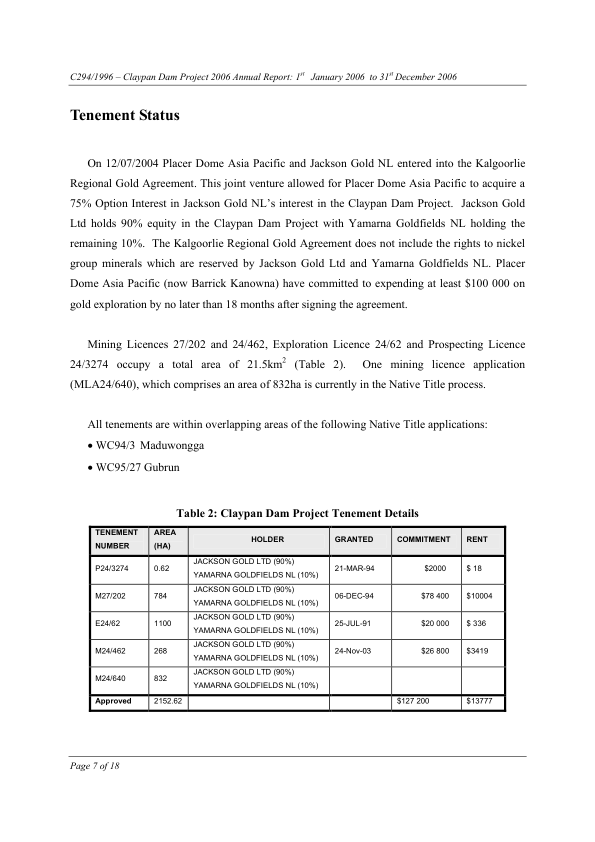 C294/1996 – Claypan Dam Project 2006 Annual Report: 1st January 2006 to 31st December 2006
Tenement Status
On 12/07/2004 Placer Dome Asia Pacific and Jackson Gold NL entered into the Kalgoorlie
Regional Gold Agreement. This joint venture allowed for Placer Dome Asia Pacific to acquire a
75% Option Interest in Jackson Gold NL's interest in the Claypan Dam Project. Jackson Gold
Ltd holds 90% equity in the Claypan Dam Project with Yamarna Goldfields NL holding the
remaining 10%. The Kalgoorlie Regional Gold Agreement does not include the rights to nickel
group minerals which are reserved by Jackson Gold Ltd and Yamarna Goldfields NL. Placer
Dome Asia Pacific (now Barrick Kanowna) have committed to expending at least $100 000 on
gold exploration by no later than 18 months after signing the agreement.
Mining Licences 27/202 and 24/462, Exploration Licence 24/62 and Prospecting Licence
24/3274 occupy a total area of 21.5km2 (Table 2). One mining licence application
(MLA24/640), which comprises an area of 832ha is currently in the Native Title process.
All tenements are within overlapping areas of the following Native Title applications:
• WC94/3 Maduwongga
• WC95/27 Gubrun
Table 2: Claypan Dam Project Tenement Details
TENEMENT NUMBER AREA (HA) HOLDER GRANTED COMMITMENT RENT
P24/3274 0.62 JACKSON GOLD LTD (90%) YAMARNA GOLDFIELDS NL (10%) 21-MAR-94 $2000 $ 18
M27/202 784 JACKSON GOLD LTD (90%) YAMARNA GOLDFIELDS NL (10%) 06-DEC-94 $78 400 $10004
E24/62 1100 JACKSON GOLD LTD (90%) YAMARNA GOLDFIELDS NL (10%) 25-JUL-91 $20 000 $ 336
M24/462 268 JACKSON GOLD LTD (90%) YAMARNA GOLDFIELDS NL (10%) 24-Nov-03 $26 800 $3419
M24/640 832 JACKSON GOLD LTD (90%) YAMARNA GOLDFIELDS NL (10%)
Approved 2152.62 $127 200 $13777
Page 7 of 18